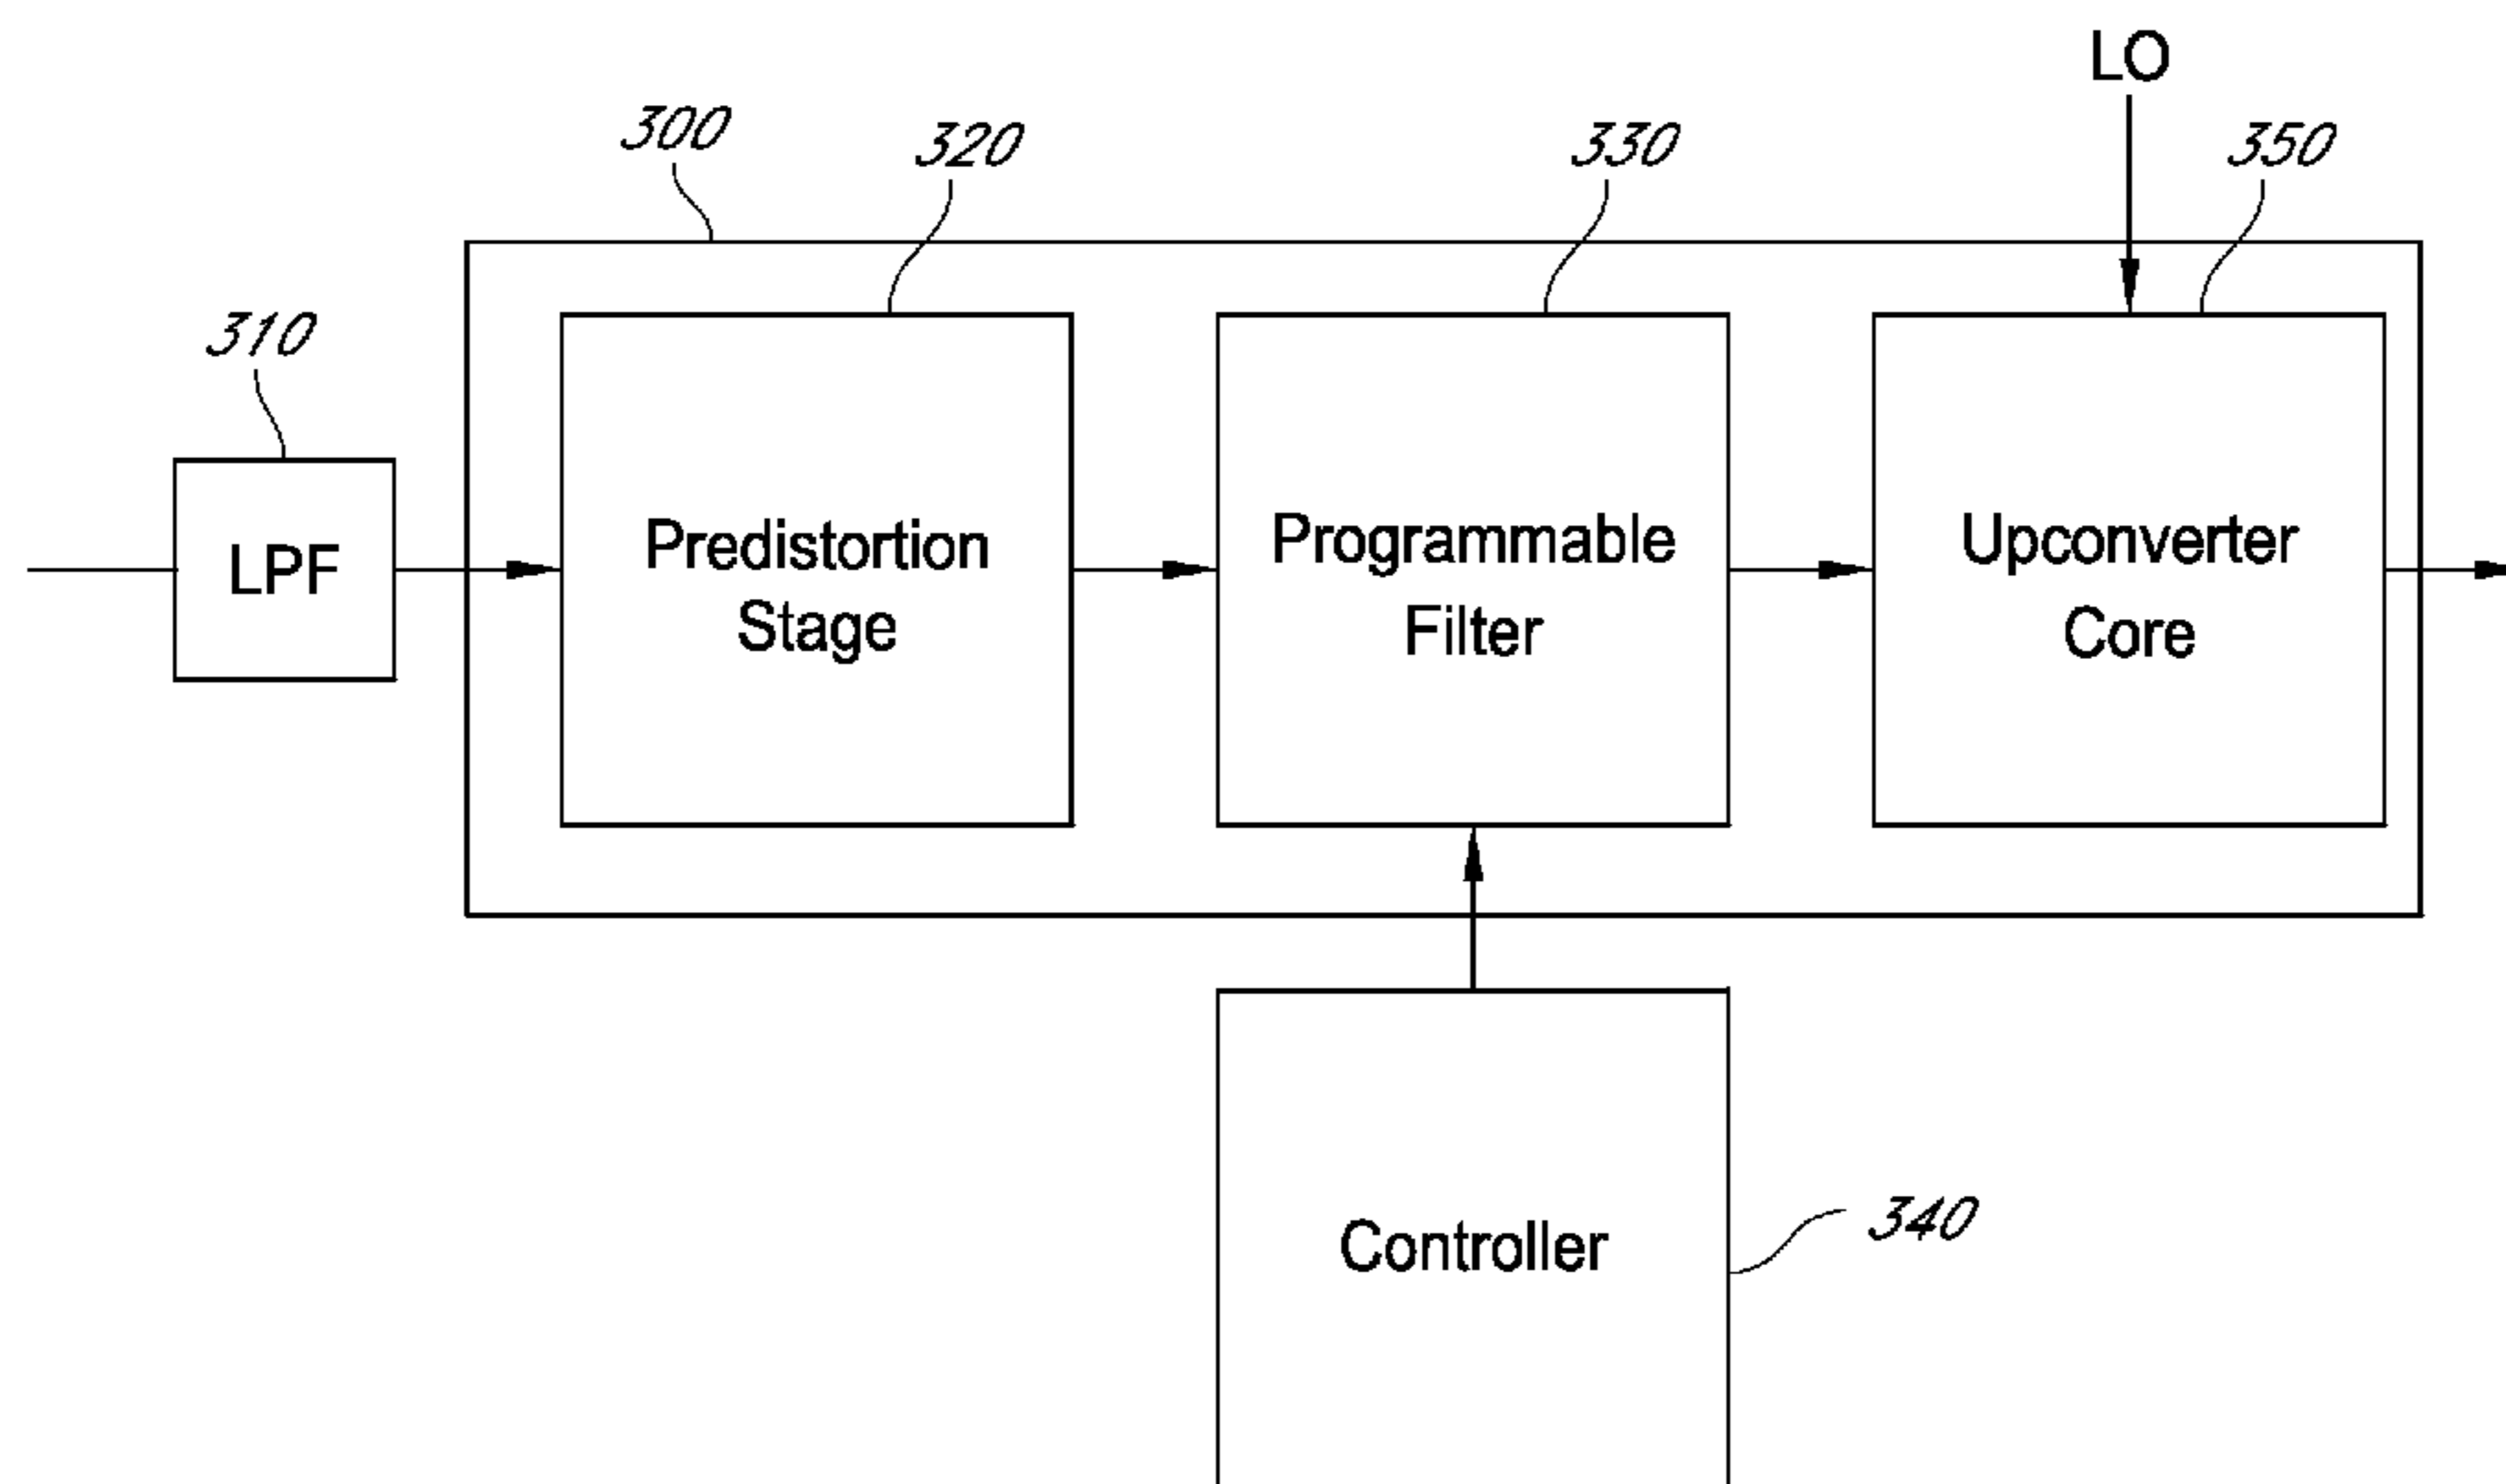 LO
300
320
330
350
310
LPF
Predistortion
Stage
Programmable
Filter
Upconverter
Core
Controller
340